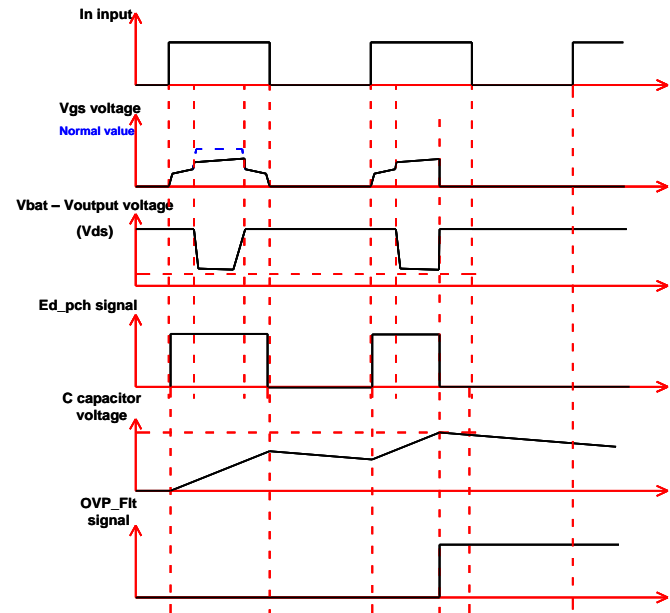 In input
Vgs voltage
Normal value
Vbat – Voutput voltage
(Vds)
Ed_pch signal
C capacitor
voltage
OVP_Flt
signal